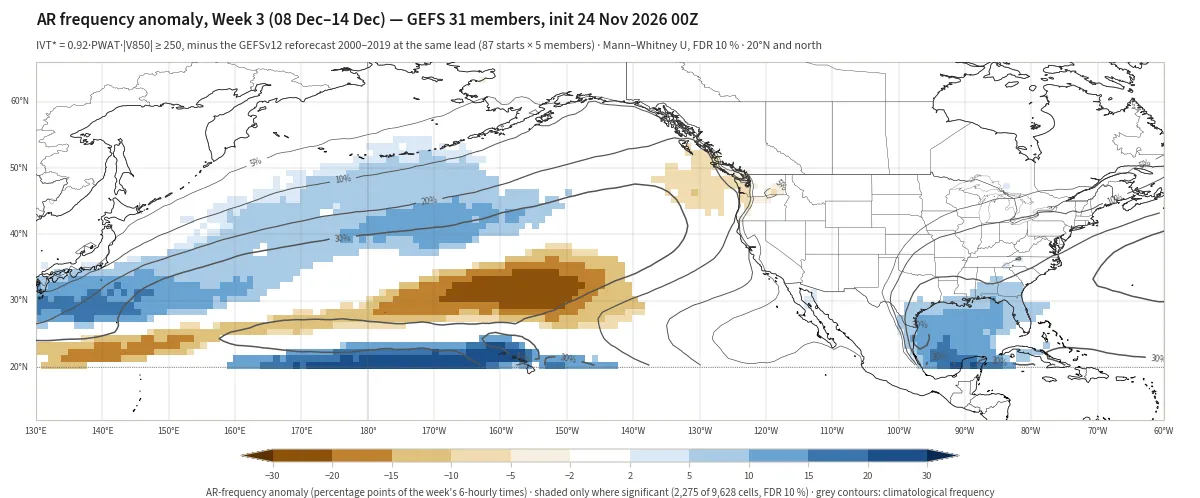 AR frequency anomaly, Week 3 (08 Dec–14 Dec) — GEFS 31 members, init 24 Nov 2026 00Z
IVT* = 0.92·PWAT·|V850| ≥ 250, minus the GEFSv12 reforecast 2000–2019 at the same lead (87 starts × 5 members) · Mann–Whitney U, FDR 10 % · 20°N and north
60°N
50°N
40°N
30°N
20°N
5%
10%
20%
30%
5%
5%
10%
30%
30%
130°E 140°E 150°E 160°E 170°E 180° 170°W 160°W 150°W 140°W 130°W 120°W 110°W 100°W 90°W 80°W 70°W 60°W
−30 −20 −15 −10 −5 −2 2 5 10 15 20 30
AR-frequency anomaly (percentage points of the week's 6-hourly times) · shaded only where significant (2,275 of 9,628 cells, FDR 10 %) · grey contours: climatological frequency